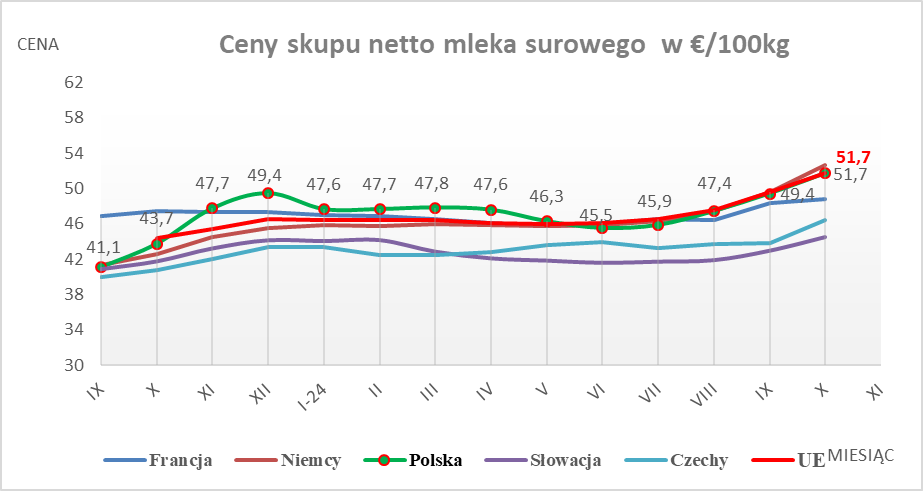 CENA
Ceny skupu netto mleka surowego w €/100kg
62
58
54
50
46
42
38
34
30
41,1
43,7
47,7
49,4
47,6
47,7
47,8
47,6
46,3
45,5
45,9
47,4
49,4
51,7
51,7
IX
X
XI
XII
I-24
II
III
IV
V
VI
VII
VIII
IX
X
XI
Francja Niemcy Polska Słowacja Czechy UE MIESIĄC